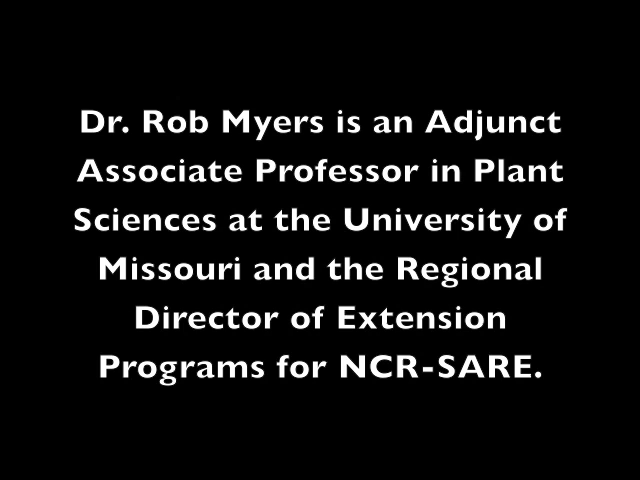 Dr. Rob Myers is an Adjunct
Associate Professor in Plant
Sciences at the University of
Missouri and the Regional
Director of Extension
Programs for NCR-SARE.